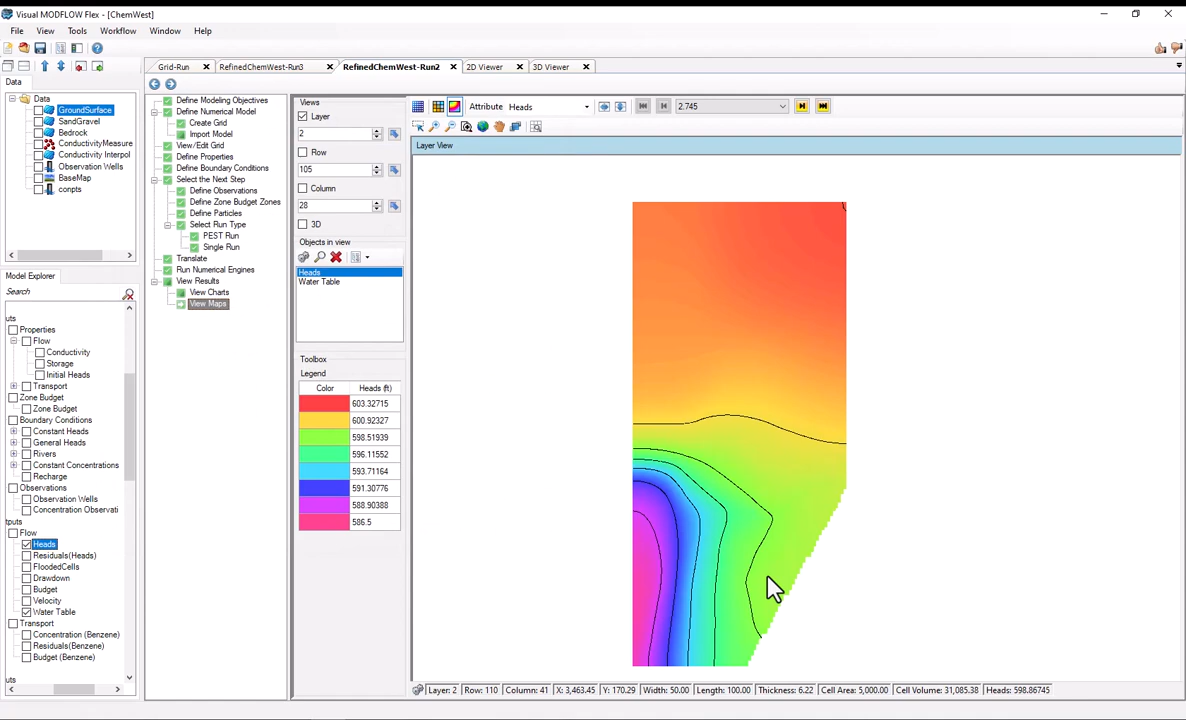 Visual MODFLOW Flex - [ChemWest]
File View Tools Workflow Window Help
Data
Data
GroundSurface
SandGravel
Bedrock
ConductivityMeasure
Conductivity Interpol
Observation Wells
BaseMap
conpts
Model Explorer
Search
uts
Properties
Flow
Conductivity
Storage
Initial Heads
Transport
Zone Budget
Zone Budget
Boundary Conditions
Constant Heads
General Heads
Rivers
Constant Concentrations
Recharge
Observations
Observation Wells
Concentration Observati
tputs
Flow
Heads
Residuals(Heads)
FloodedCells
Drawdown
Budget
Velocity
Water Table
Transport
Concentration (Benzene)
Residuals(Benzene)
Budget (Benzene)
uts
Grid-Run RefinedChemWest-Run3 RefinedChemWest-Run2 2D Viewer 3D Viewer
Define Modeling Objectives
Define Numerical Model
Create Grid
Import Model
View/Edit Grid
Define Properties
Define Boundary Conditions
Select the Next Step
Define Observations
Define Zone Budget Zones
Define Particles
Select Run Type
PEST Run
Single Run
Translate
Run Numerical Engines
View Results
View Charts
View Maps
Views
Layer
2
Row
105
Column
28
3D
Objects in view
Heads
Water Table
Toolbox
Legend
Color Heads (ft)
603.32715
600.92327
598.51939
596.11552
593.71164
591.30776
588.90388
586.5
Attribute Heads 2.745
Layer View
Layer: 2 Row: 110 Column: 41 X: 3,463.45 Y: 170.29 Width: 50.00 Length: 100.00 Thickness: 6.22 Cell Area: 5,000.00 Cell Volume: 31,085.38 Heads: 598.86745